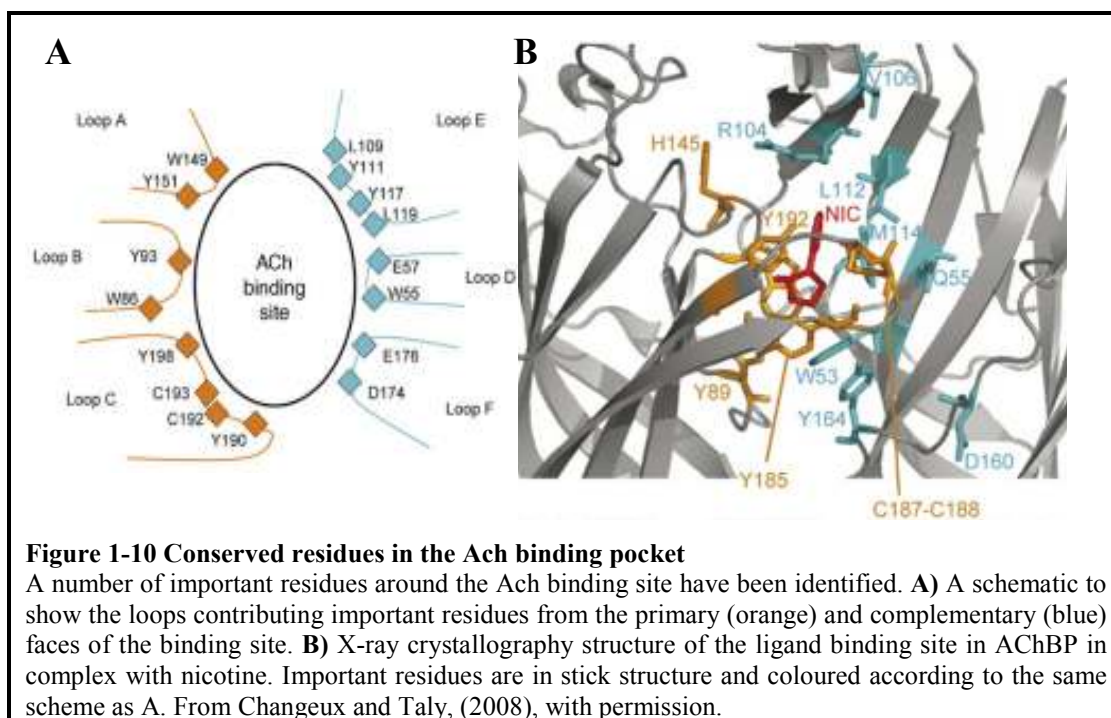 A
B
Loop A
Loop E
W149
Y151
L109
Y111
Y117
L119
Loop B
Y93
W86
ACh
binding
site
E57
W55
Loop D
Y198
C193
C192
Y190
Loop C
E176
D174
Loop F
V106
R104
H145
L112
Y192
NIC
M114
Q55
W53
Y89
Y164
D160
Y185
C187-C188
Figure 1-10 Conserved residues in the Ach binding pocket
A number of important residues around the Ach binding site have been identified. A) A schematic to
show the loops contributing important residues from the primary (orange) and complementary (blue)
faces of the binding site. B) X-ray crystallography structure of the ligand binding site in AChBP in
complex with nicotine. Important residues are in stick structure and coloured according to the same
scheme as A. From Changeux and Taly, (2008), with permission.